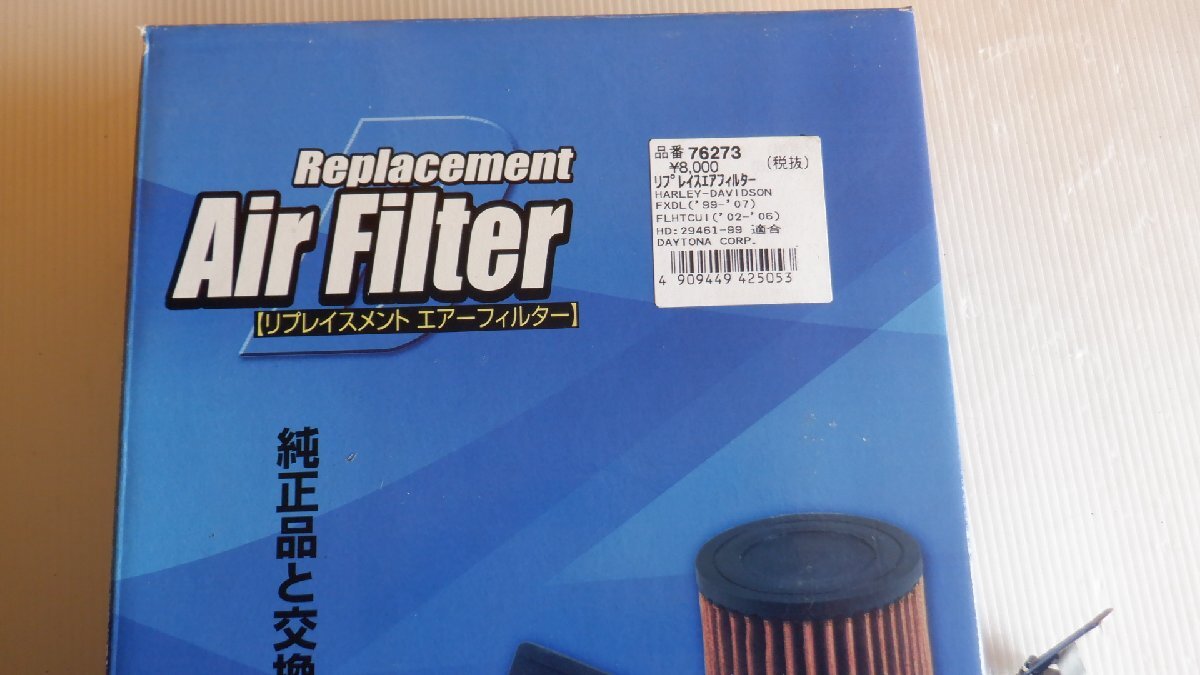 Replacement
Air Filter
【リプレイスメント エアーフィルター】
品番 76273
¥8,000 (税抜)
リプレイスエアフィルター
HARLEY-DAVIDSON
FXDL('99-'07)
FLHTCUI('02-'06)
HD:29461-99 適合
DAYTONA CORP.
4 909449 425053
純正品と交換